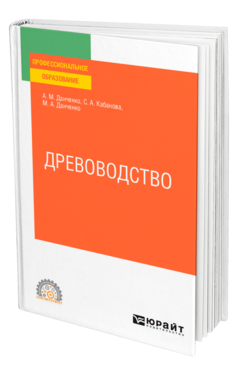 ПРОФЕССИОНАЛЬНОЕ
ОБРАЗОВАНИЕ
А. М. Данченко, С. А. Кабанова,
М. А. Данченко
ДРЕВОВОДСТВО
юрайт